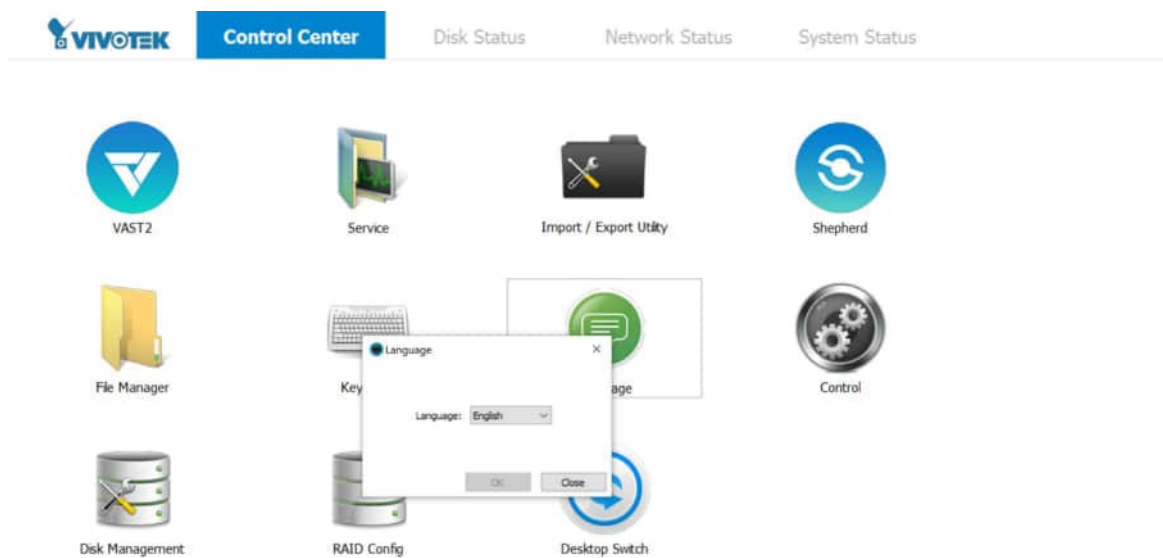 VIVOTEK Control Center Disk Status Network Status System Status
VAST2 Service Import / Export Utility Shepherd
Language
File Manager Key age Control
Language: English
OK Close
Disk Management RAID Config Desktop Switch